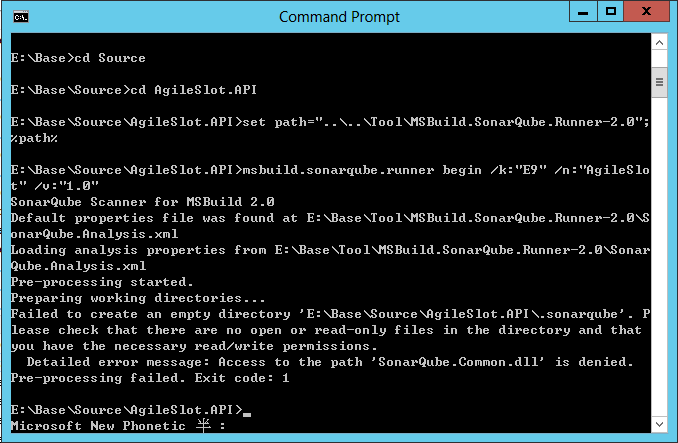 Command Prompt
E:\Base>cd Source
E:\Base\Source>cd AgileSlot.API
E:\Base\Source\AgileSlot.API>set path="..\..\Tool\MSBuild.SonarQube.Runner-2.0";
%path%
E:\Base\Source\AgileSlot.API>msbuild.sonarqube.runner begin /k:"E9" /n:"AgileSlo
t" /v:"1.0"
SonarQube Scanner for MSBuild 2.0
Default properties file was found at E:\Base\Tool\MSBuild.SonarQube.Runner-2.0\S
onarQube.Analysis.xml
Loading analysis properties from E:\Base\Tool\MSBuild.SonarQube.Runner-2.0\Sonar
Qube.Analysis.xml
Pre-processing started.
Preparing working directories...
Failed to create an empty directory 'E:\Base\Source\AgileSlot.API\.sonarqube'. P
lease check that there are no open or read-only files in the directory and that
you have the necessary read/write permissions.
  Detailed error message: Access to the path 'SonarQube.Common.dll' is denied.
Pre-processing failed. Exit code: 1
E:\Base\Source\AgileSlot.API>_
Microsoft New Phonetic 半 :